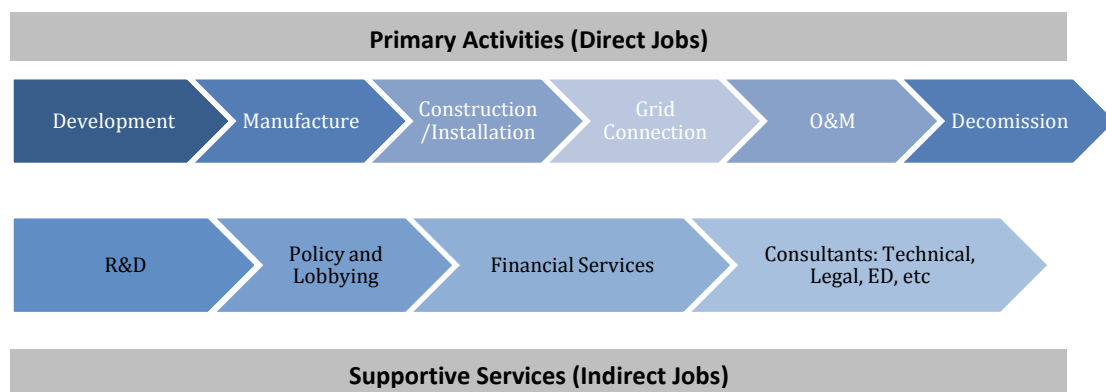 Primary Activities (Direct Jobs)
Development
Manufacture
Construction
/Installation
Grid
Connection
O&M
Decomission
R&D
Policy and
Lobbying
Financial Services
Consultants: Technical,
Legal, ED, etc
Supportive Services (Indirect Jobs)